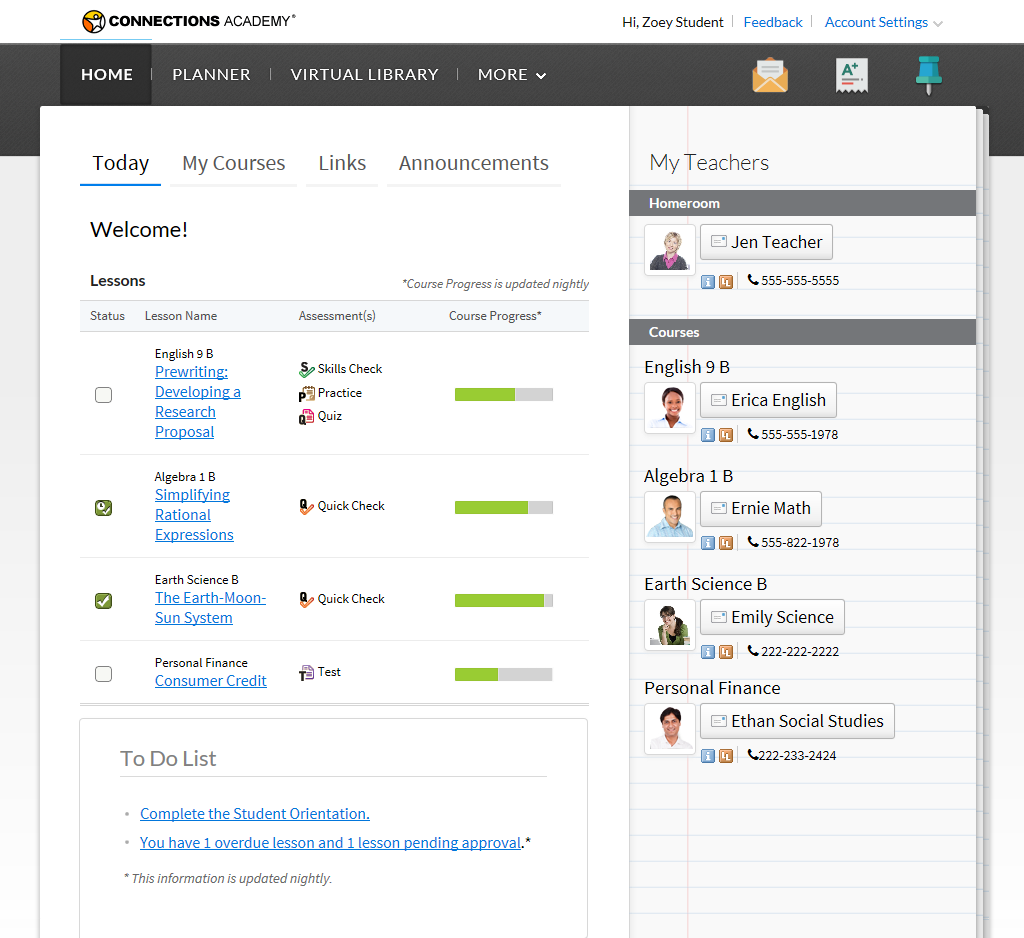 CONNECTIONS ACADEMY®
Hi, Zoey Student
Feedback
Account Settings
HOME
PLANNER
VIRTUAL LIBRARY
MORE
A+
Today
My Courses
Links
Announcements
Welcome!
Lessons
*Course Progress is updated nightly
Status
Lesson Name
Assessment(s)
Course Progress*
English 9 B
Prewriting:
Developing a
Research
Proposal
S Skills Check
P Practice
Q Quiz
Algebra 1 B
Simplifying
Rational
Expressions
Q Quick Check
Earth Science B
The Earth-Moon-
Sun System
Q Quick Check
Personal Finance
Consumer Credit
T Test
To Do List
• Complete the Student Orientation.
• You have 1 overdue lesson and 1 lesson pending approval.*
* This information is updated nightly.
My Teachers
Homeroom
Jen Teacher
555-555-5555
Courses
English 9 B
Erica English
555-555-1978
Algebra 1 B
Ernie Math
555-822-1978
Earth Science B
Emily Science
222-222-2222
Personal Finance
Ethan Social Studies
222-233-2424